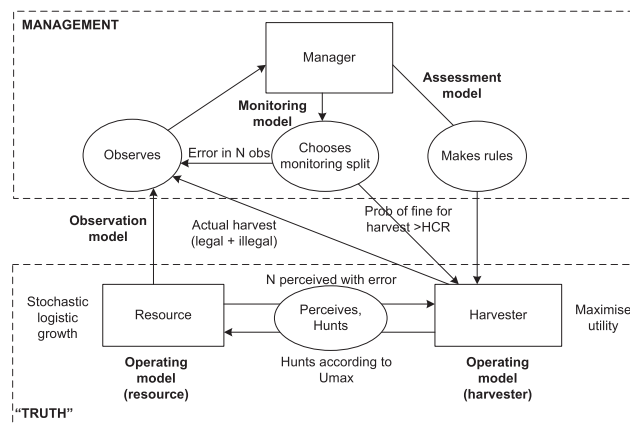 MANAGEMENT
Manager
Assessment
model
Monitoring
model
Observes
Error in N obs
Chooses
monitoring split
Makes rules
Observation
model
Actual harvest
(legal + illegal)
Prob of fine for
harvest >HCR
N perceived with error
Stochastic
logistic
growth
Resource
Perceives,
Hunts
Harvester
Maximise
utility
Operating
model
(resource)
Hunts according to
Umax
Operating
model
(harvester)
“TRUTH”